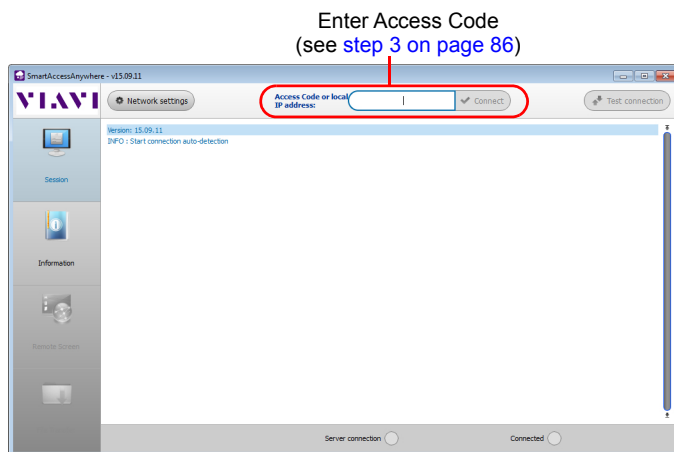 Enter Access Code
(see step 3 on page 86)
SmartAccessAnywhere - v15.09.11
VIAVI
Network settings
Access Code or local
IP address:
Connect
Test connection
Version: 15.09.11
INFO : Start connection auto-detection
Session
Information
Remote Screen
Server connection
Connected